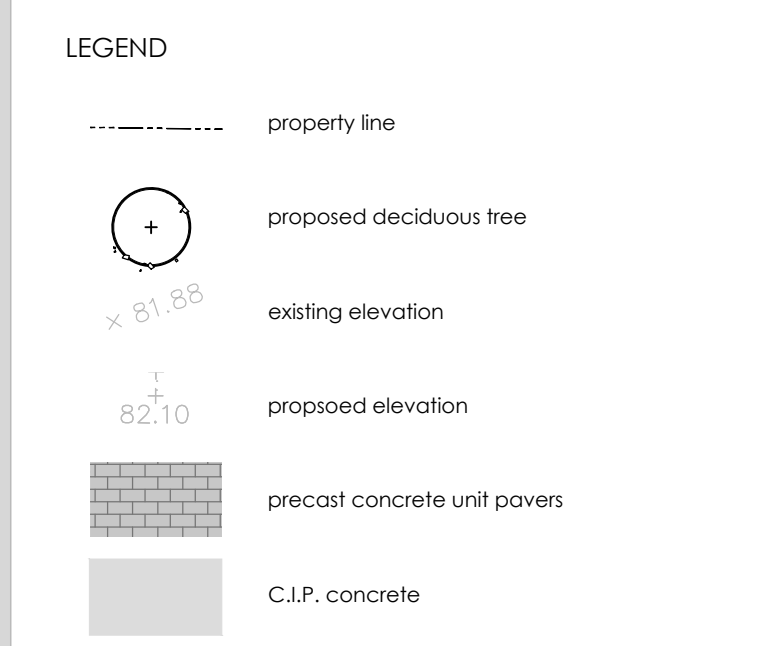 LEGEND
property line
proposed deciduous tree
x 81.88
existing elevation
82.10
propsoed elevation
precast concrete unit pavers
C.I.P. concrete